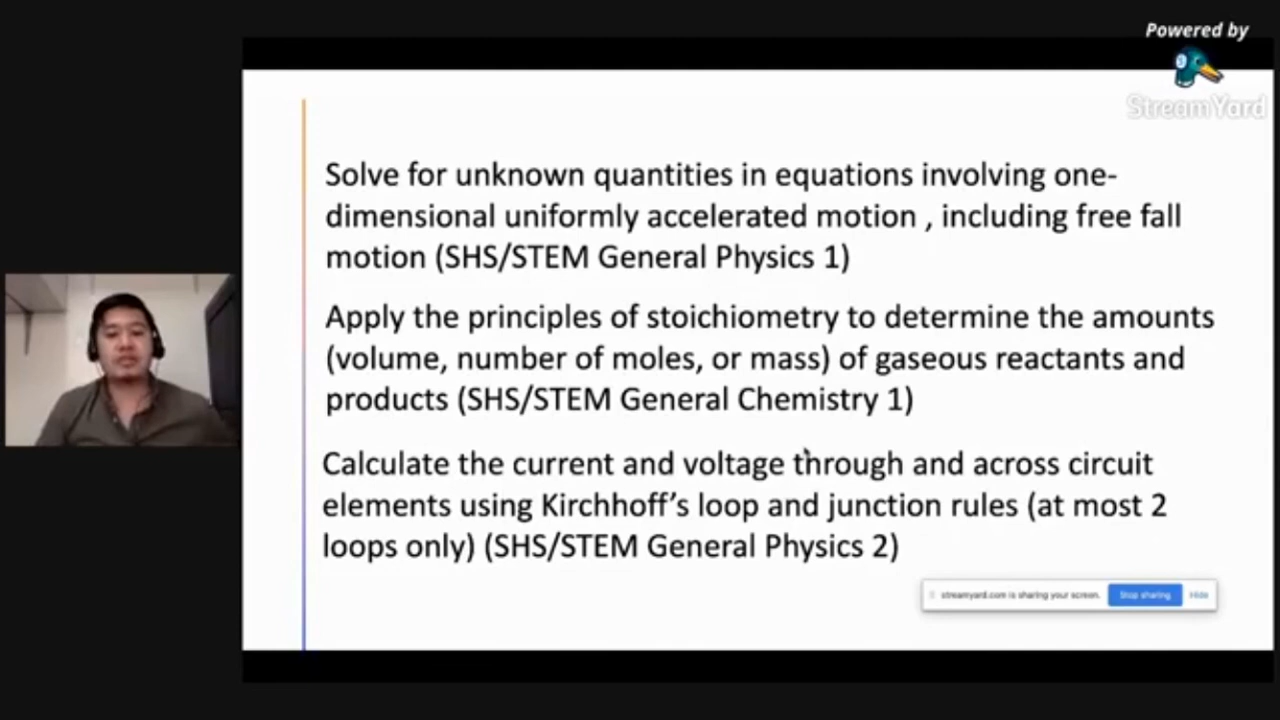 Powered by
StreamYard
Solve for unknown quantities in equations involving one-
dimensional uniformly accelerated motion , including free fall
motion (SHS/STEM General Physics 1)
Apply the principles of stoichiometry to determine the amounts
(volume, number of moles, or mass) of gaseous reactants and
products (SHS/STEM General Chemistry 1)
Calculate the current and voltage through and across circuit
elements using Kirchhoff’s loop and junction rules (at most 2
loops only) (SHS/STEM General Physics 2)
streamyard.com is sharing your screen. Stop sharing Hide